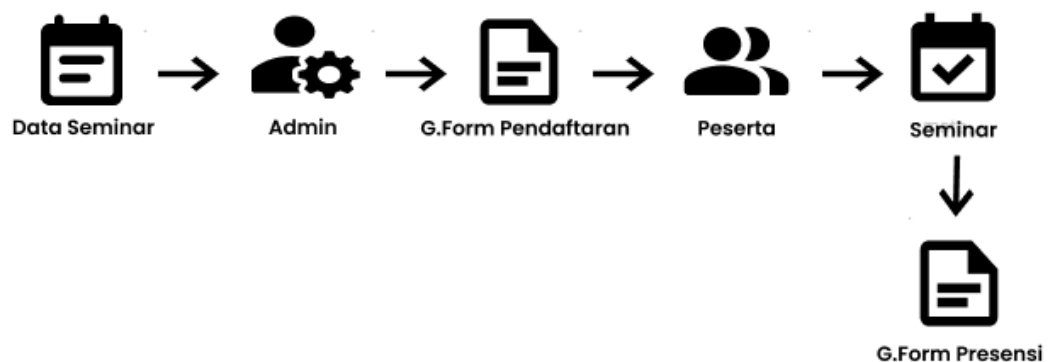 Data Seminar
Admin
G.Form Pendaftaran
Peserta
Seminar
G.Form Presensi